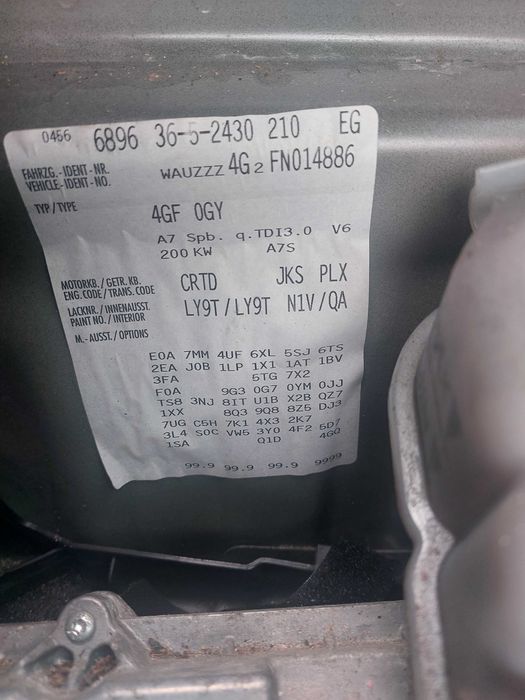 0456 6896 36-5-2430 210 EG
FAHRZG.-IDENT-NR.
VEHICLE-IDENT-NO. WAUZZZ 4G2 FN014886
TYP/TYPE 4GF 0GY
A7 Spb. q.TDI3.0 V6
200 KW A7S
MOTORKB./GETR.KB.
ENG.CODE/TRANS.CODE CRTD JKS PLX
LACKNR./INNENAUSST.
PAINT NO./INTERIOR LY9T/LY9T N1V/QA
M.-AUSST./OPTIONS
E0A 7MM 4UF 6XL 5SJ 6TS
2EA J0B 1LP 1X1 1AT 1BV
3FA 5TG 7X2
F0A 9G3 0G7 0YM 0JJ
TS8 3NJ 8IT U1B X2B QZ7
1XX 8Q3 9Q8 8Z5 DJ3
7UG C5H 7K1 4X3 2K7
3L4 S0C VW5 3Y0 4F2 5D7
1SA Q1D 4GQ
99.9 99.9 99.9 9999